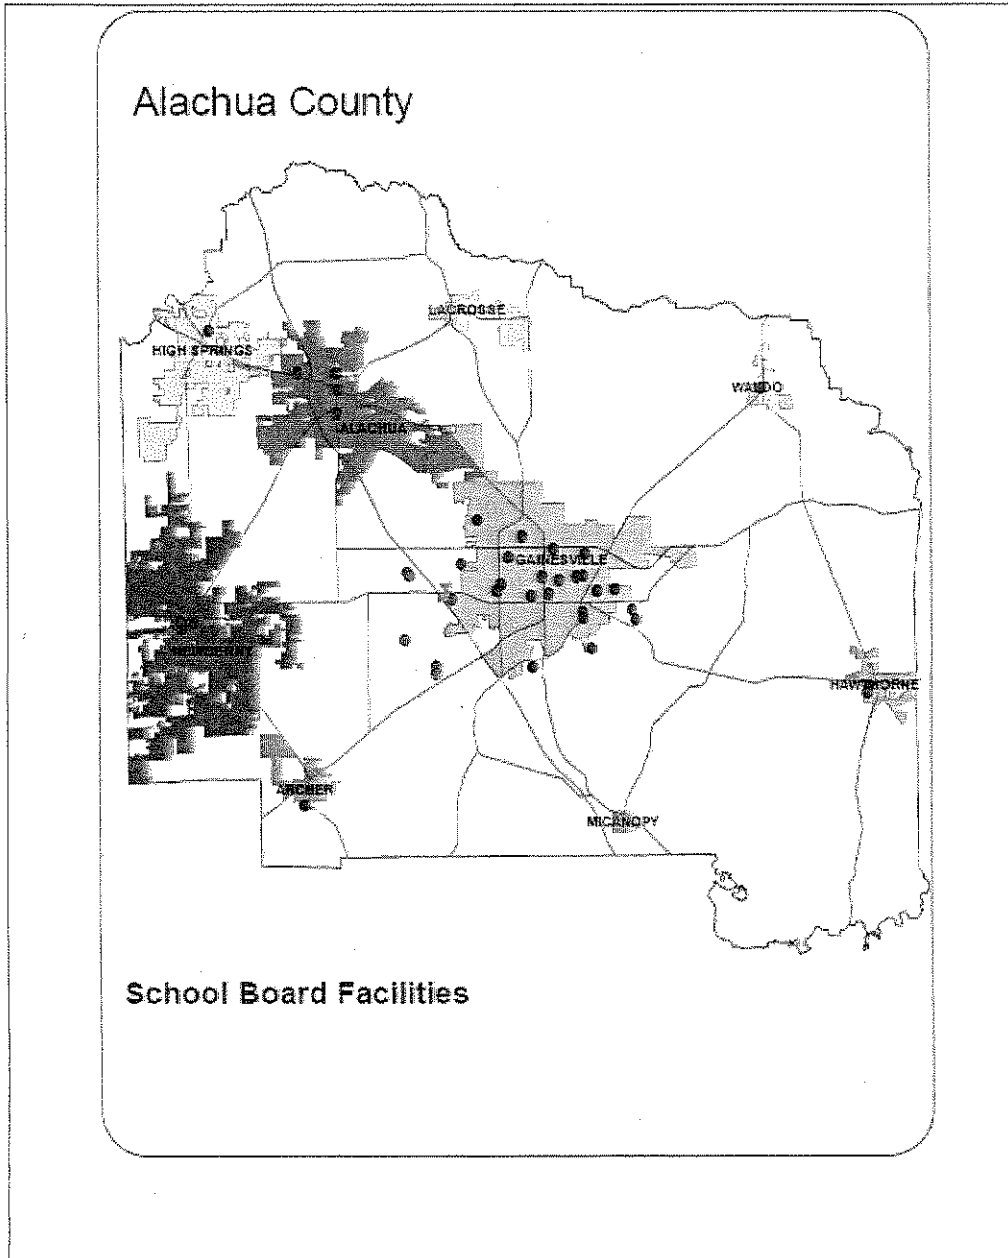 Alachua County
LACROSSE
HIGH SPRINGS
WALDO
ALACHUA
GAINESVILLE
NEWBERRY
HAWTHORNE
ARCHER
MICANOPY
School Board Facilities